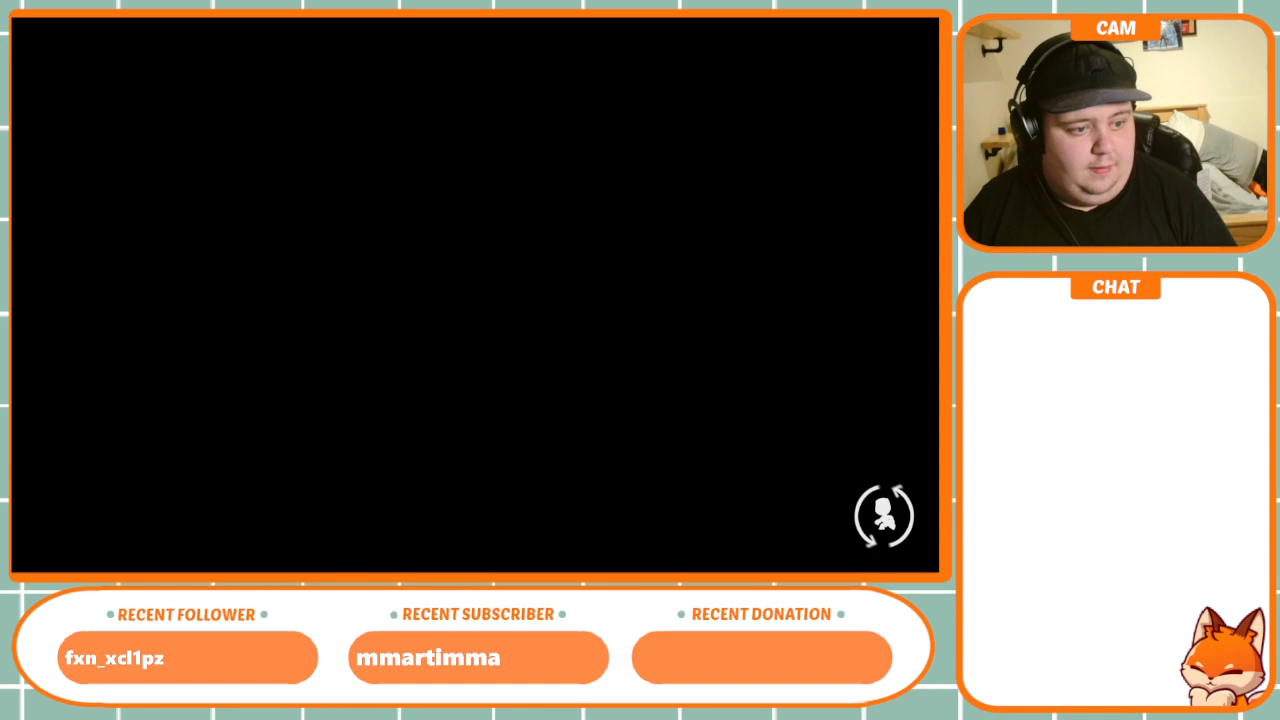 CAM
CHAT
RECENT FOLLOWER
RECENT SUBSCRIBER
RECENT DONATION
fxn_xcl1pz
mmartimma